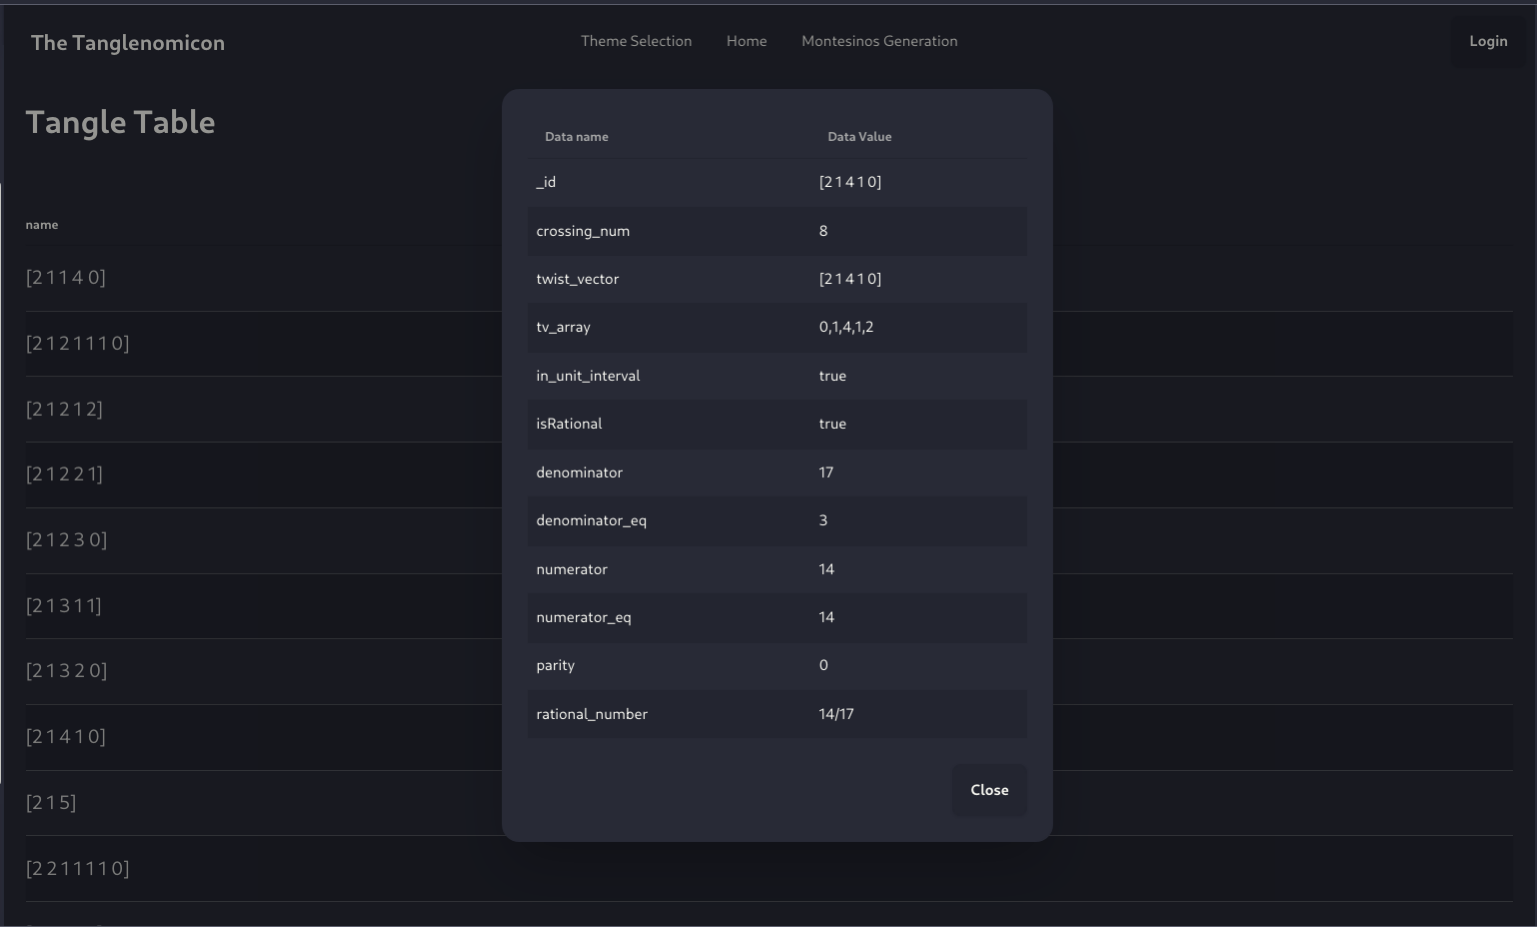 The Tanglenomicon
Theme Selection Home Montesinos Generation
Login
Tangle Table
name
[2 1 1 4 0]
[2 1 2 1 1 1 0]
[2 1 2 1 2]
[2 1 2 2 1]
[2 1 2 3 0]
[2 1 3 1 1]
[2 1 3 2 0]
[2 1 4 1 0]
[2 1 5]
[2 2 1 1 1 1 0]
Data name Data Value
_id [2 1 4 1 0]
crossing_num 8
twist_vector [2 1 4 1 0]
tv_array 0,1,4,1,2
in_unit_interval true
isRational true
denominator 17
denominator_eq 3
numerator 14
numerator_eq 14
parity 0
rational_number 14/17
Close